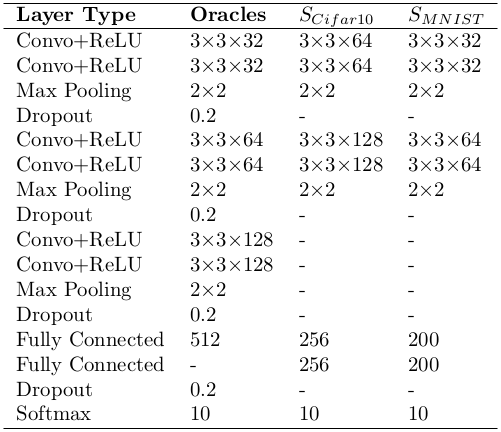 Layer Type Oracles S_{Cifar10} S_{MNIST}
Convo+ReLU 3×3×32 3×3×64 3×3×32
Convo+ReLU 3×3×32 3×3×64 3×3×32
Max Pooling 2×2 2×2 2×2
Dropout 0.2 - -
Convo+ReLU 3×3×64 3×3×128 3×3×64
Convo+ReLU 3×3×64 3×3×128 3×3×64
Max Pooling 2×2 2×2 2×2
Dropout 0.2 - -
Convo+ReLU 3×3×128 - -
Convo+ReLU 3×3×128 - -
Max Pooling 2×2 - -
Dropout 0.2 - -
Fully Connected 512 256 200
Fully Connected - 256 200
Dropout 0.2 - -
Softmax 10 10 10